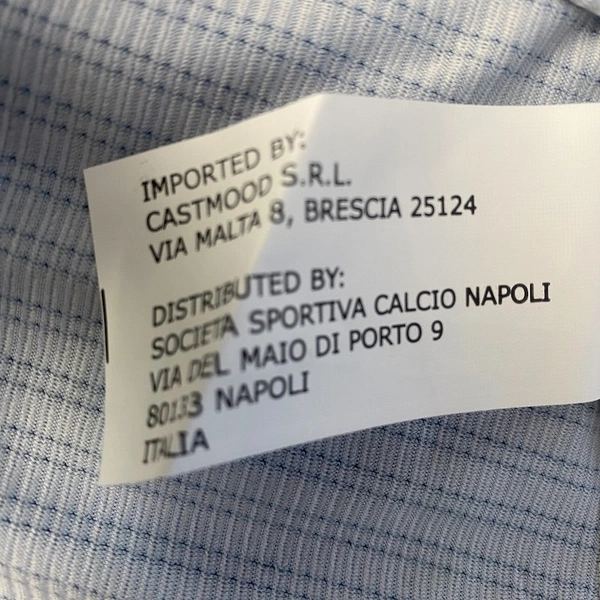 IMPORTED BY:
CASTMOOD S.R.L.
VIA MALTA 8, BRESCIA 25124
DISTRIBUTED BY:
SOCIETA SPORTIVA CALCIO NAPOLI
VIA DEL MAIO DI PORTO 9
80133 NAPOLI
ITALIA